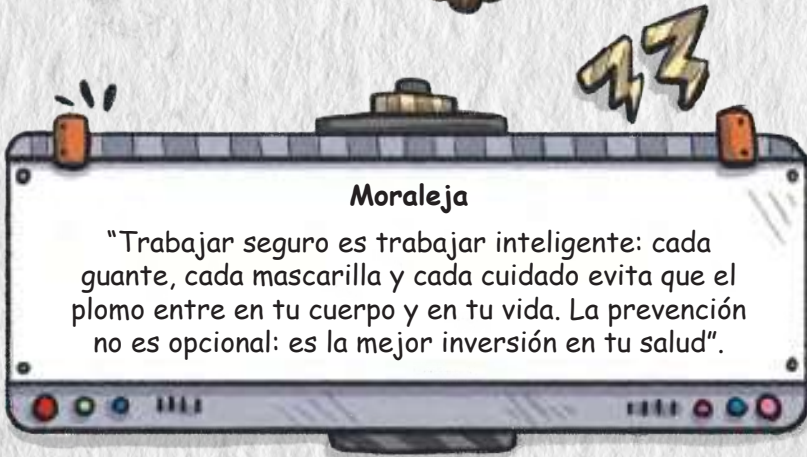 Moraleja
“Trabajar seguro es trabajar inteligente: cada
guante, cada mascarilla y cada cuidado evita que el
plomo entre en tu cuerpo y en tu vida. La prevención
no es opcional: es la mejor inversión en tu salud”.